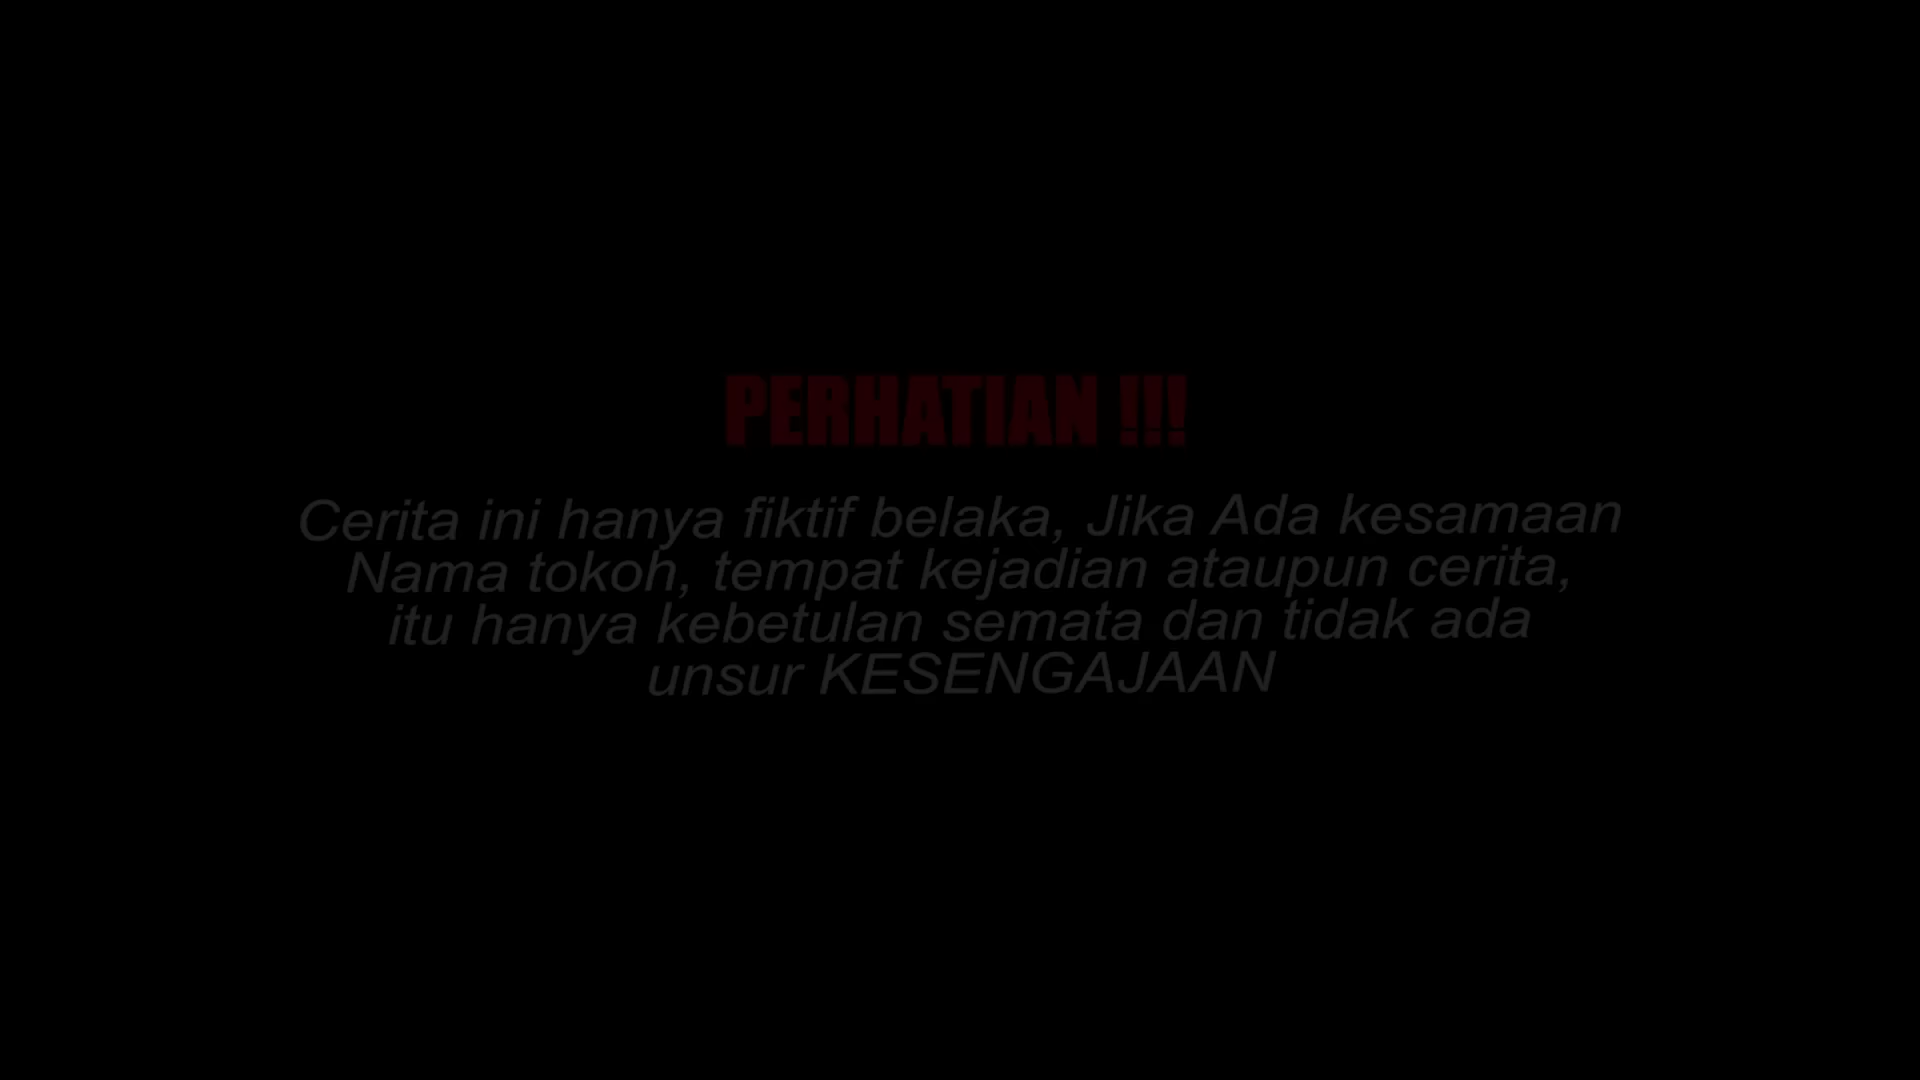 PERHATIAN !!!
Cerita ini hanya fiktif belaka, Jika Ada kesamaan
Nama tokoh, tempat kejadian ataupun cerita,
itu hanya kebetulan semata dan tidak ada
unsur KESENGAJAAN